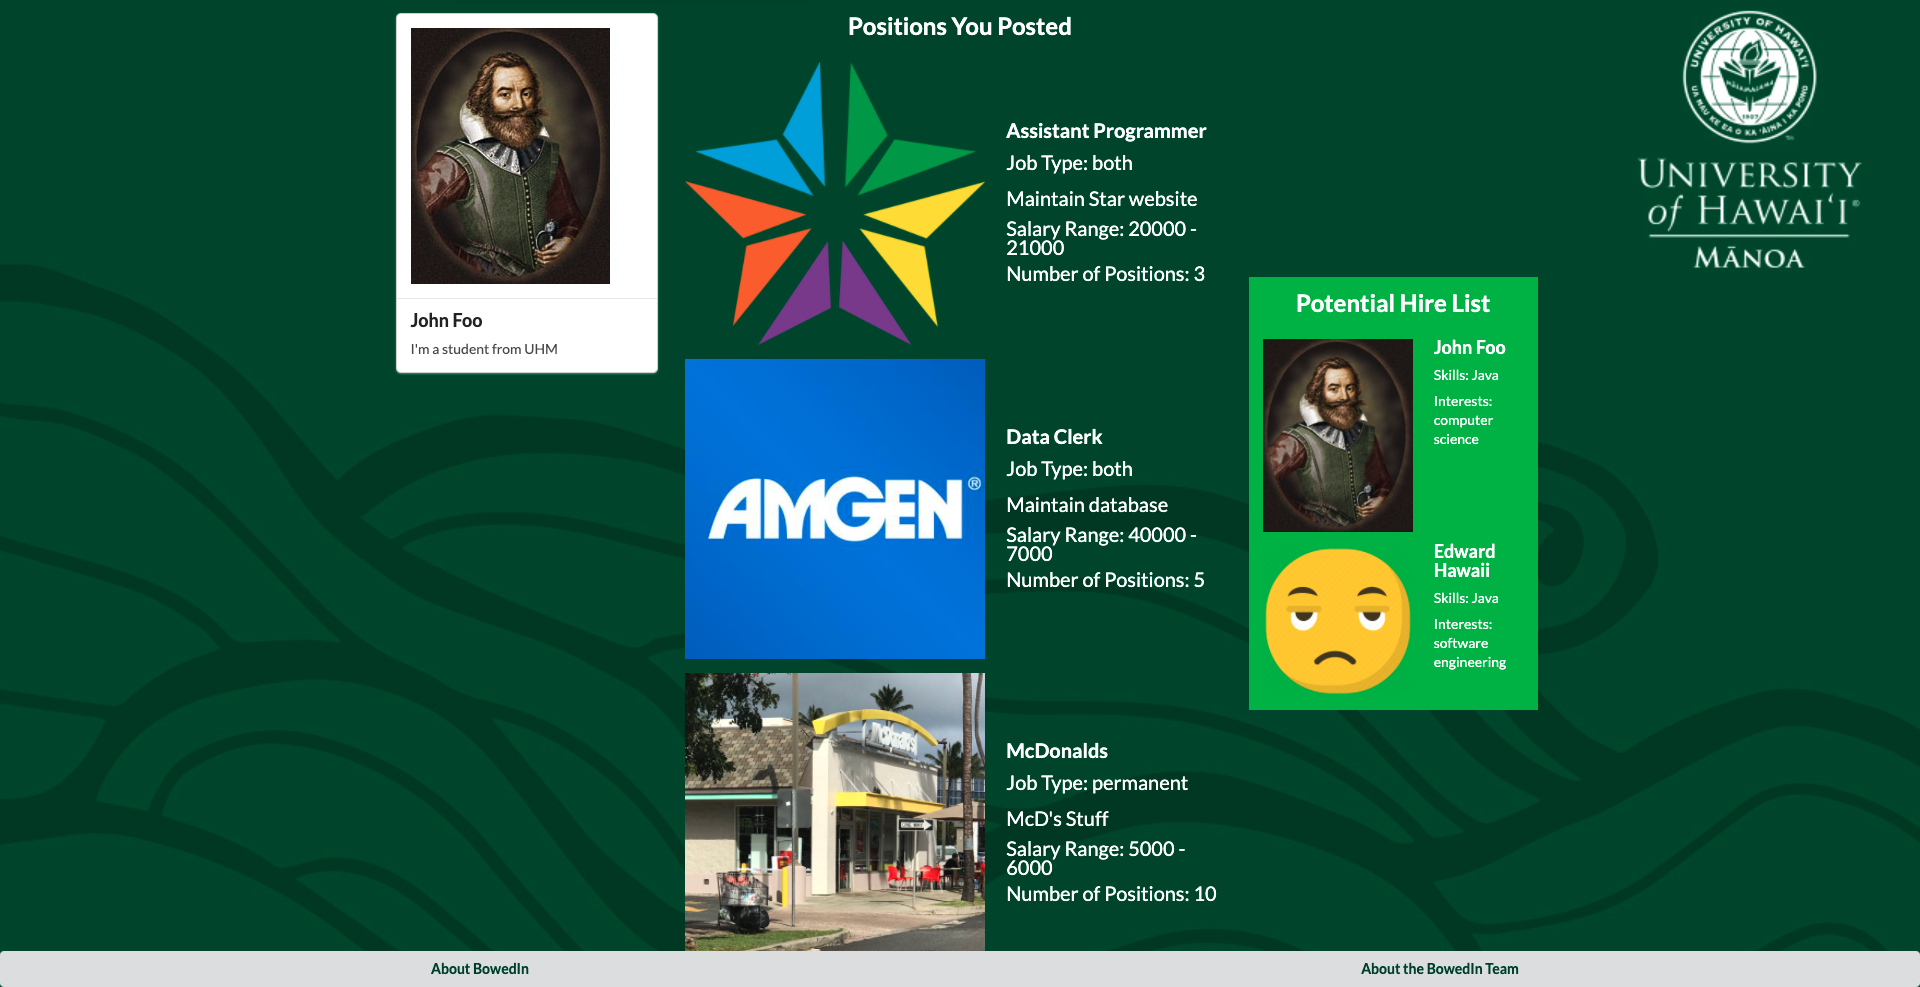 John Foo
I'm a student from UHM
Positions You Posted
Assistant Programmer
Job Type: both
Maintain Star website
Salary Range: 20000 -
21000
Number of Positions: 3
AMGEN®
Data Clerk
Job Type: both
Maintain database
Salary Range: 40000 -
7000
Number of Positions: 5
McDonald's
McDonalds
Job Type: permanent
McD's Stuff
Salary Range: 5000 -
6000
Number of Positions: 10
Potential Hire List
John Foo
Skills: Java
Interests:
computer
science
Edward
Hawaii
Skills: Java
Interests:
software
engineering
UNIVERSITY OF HAWAI'I
UA MAU KE EA O KA ʻĀINA I KA PONO
MALAMALAMA
1907
UNIVERSITY
of HAWAIʻI®
MĀNOA
About BowedIn
About the BowedIn Team